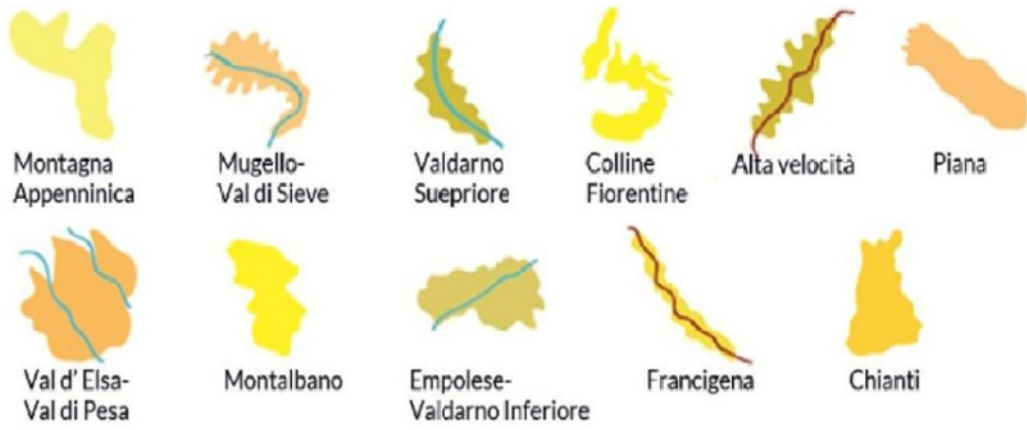 Montagna
Appenninica
Mugello-
Val di Sieve
Valdarno
Suepriore
Colline
Fiorentine
Alta velocità
Piana
Val d' Elsa-
Val di Pesa
Montalbano
Empolese-
Valdarno Inferiore
Francigena
Chianti